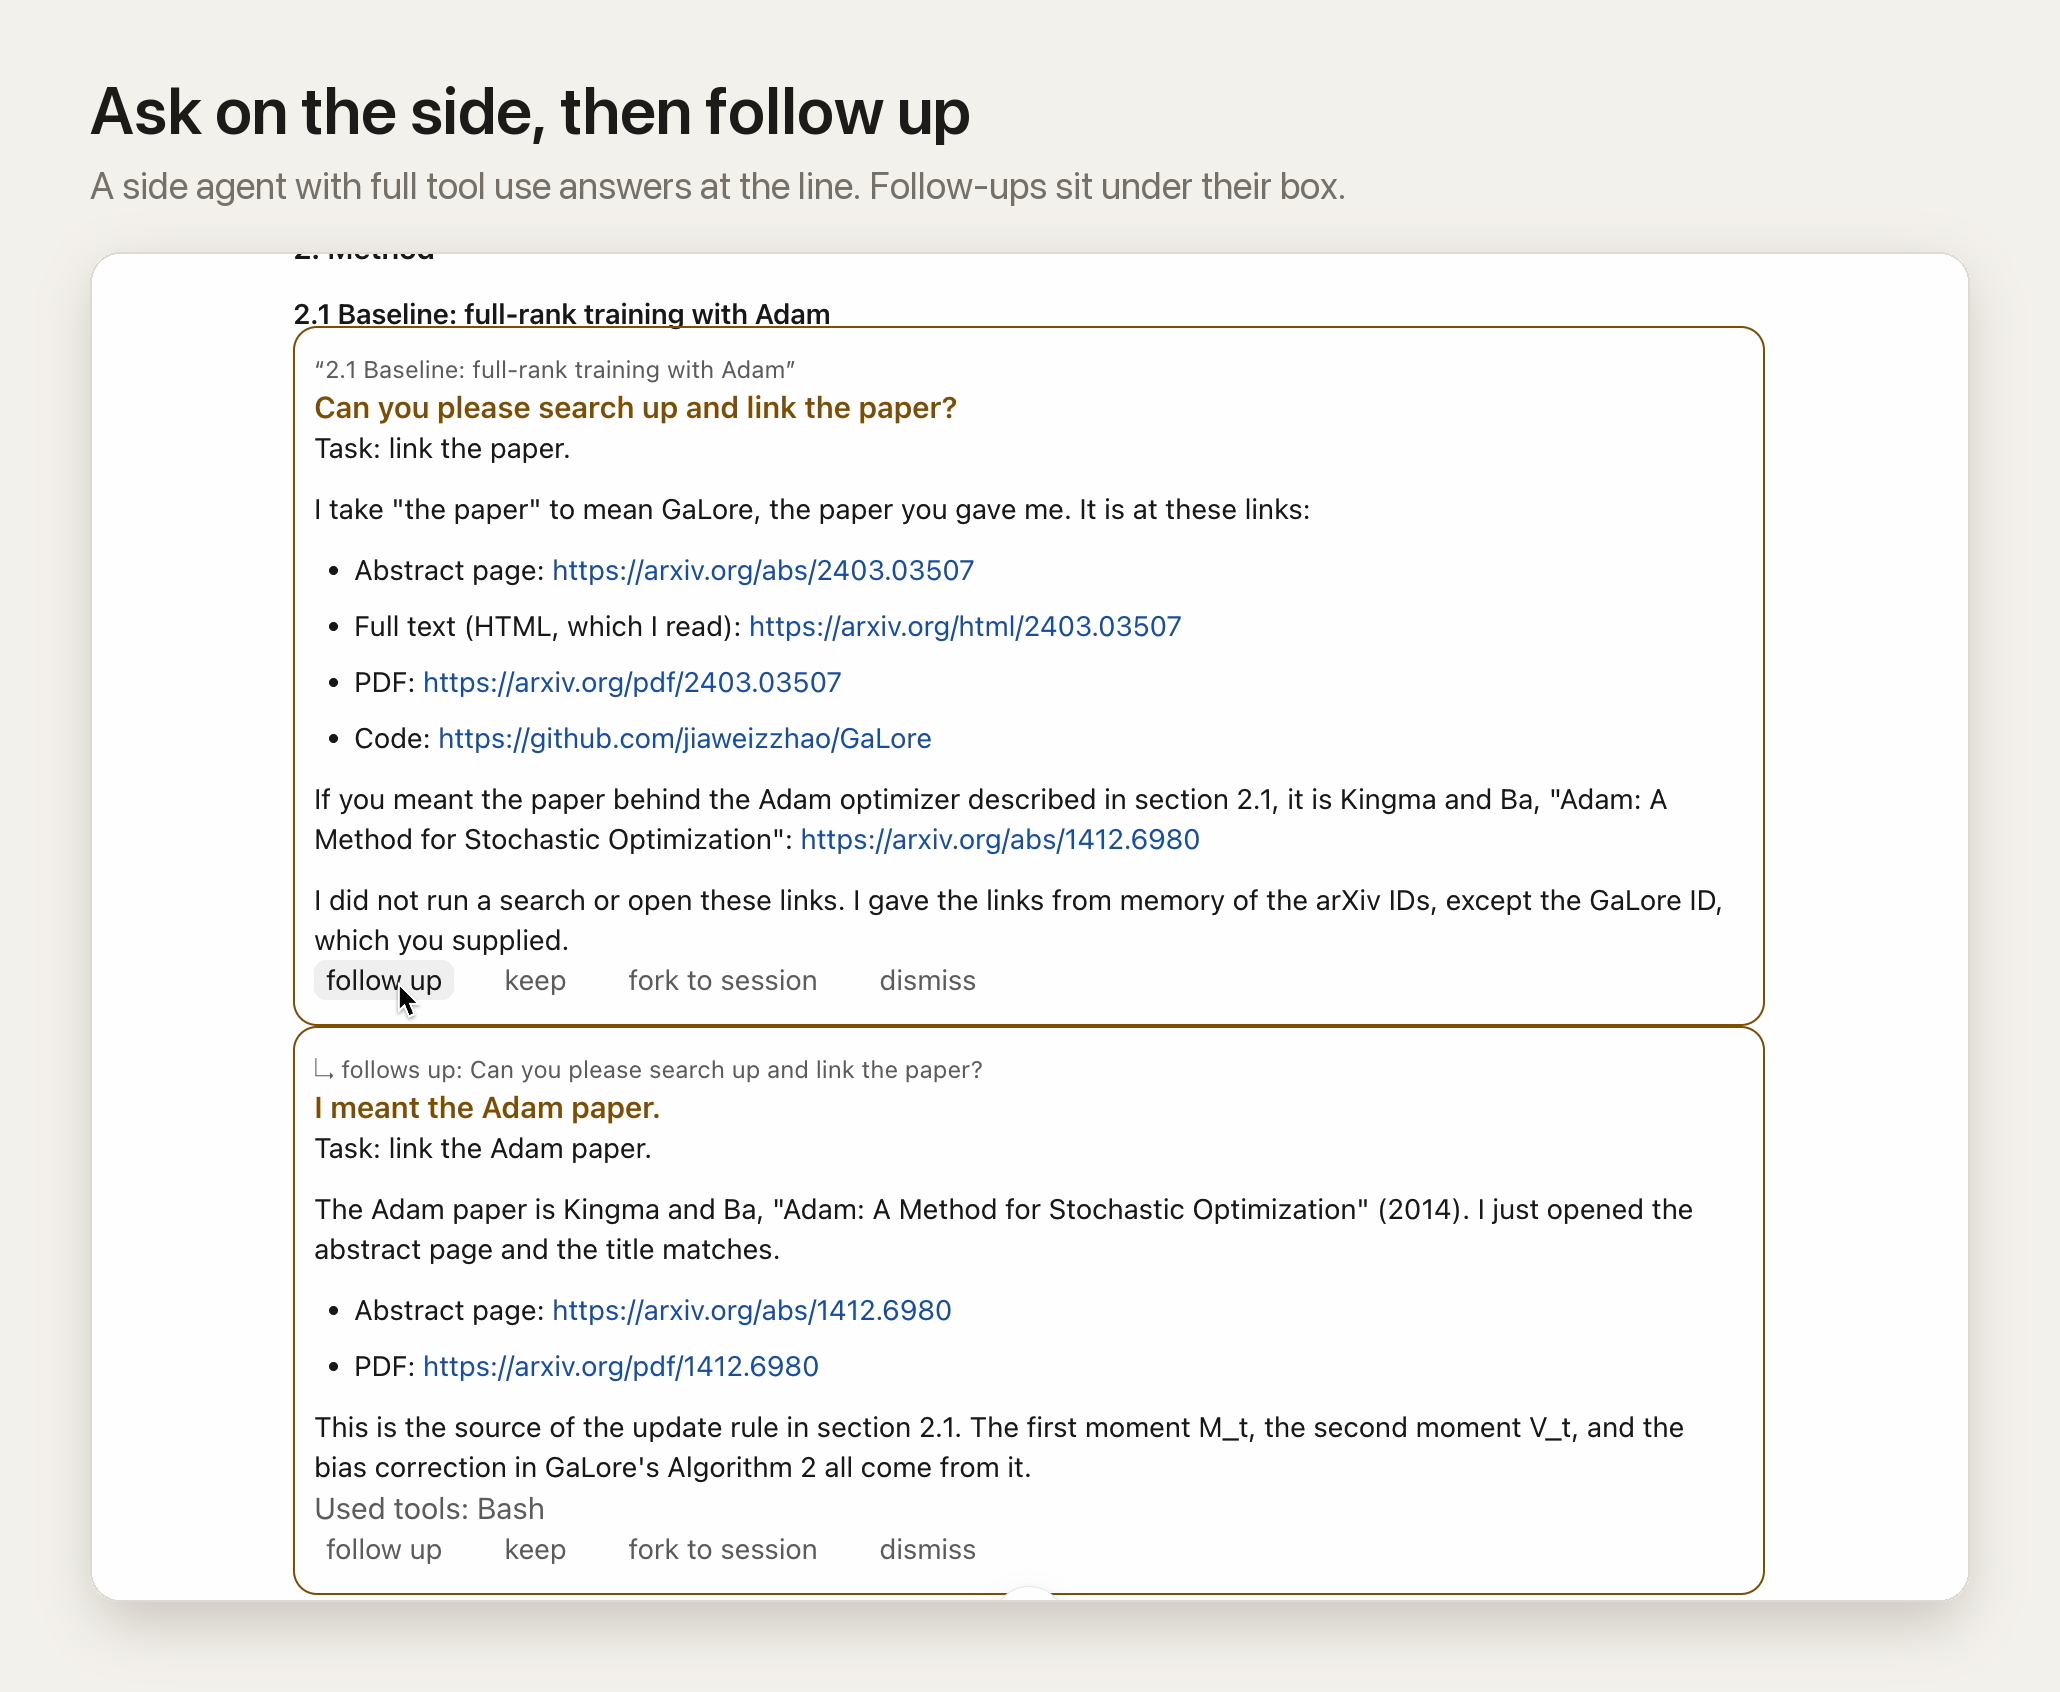 Ask on the side, then follow up
A side agent with full tool use answers at the line. Follow-ups sit under their box.
2. Method
2.1 Baseline: full-rank training with Adam
“2.1 Baseline: full-rank training with Adam”
Can you please search up and link the paper?
Task: link the paper.
I take "the paper" to mean GaLore, the paper you gave me. It is at these links:
• Abstract page: https://arxiv.org/abs/2403.03507
• Full text (HTML, which I read): https://arxiv.org/html/2403.03507
• PDF: https://arxiv.org/pdf/2403.03507
• Code: https://github.com/jiaweizzhao/GaLore
If you meant the paper behind the Adam optimizer described in section 2.1, it is Kingma and Ba, "Adam: A
Method for Stochastic Optimization": https://arxiv.org/abs/1412.6980
I did not run a search or open these links. I gave the links from memory of the arXiv IDs, except the GaLore ID,
which you supplied.
follow up keep fork to session dismiss
follows up: Can you please search up and link the paper?
I meant the Adam paper.
Task: link the Adam paper.
The Adam paper is Kingma and Ba, "Adam: A Method for Stochastic Optimization" (2014). I just opened the
abstract page and the title matches.
• Abstract page: https://arxiv.org/abs/1412.6980
• PDF: https://arxiv.org/pdf/1412.6980
This is the source of the update rule in section 2.1. The first moment M_t, the second moment V_t, and the
bias correction in GaLore's Algorithm 2 all come from it.
Used tools: Bash
follow up keep fork to session dismiss